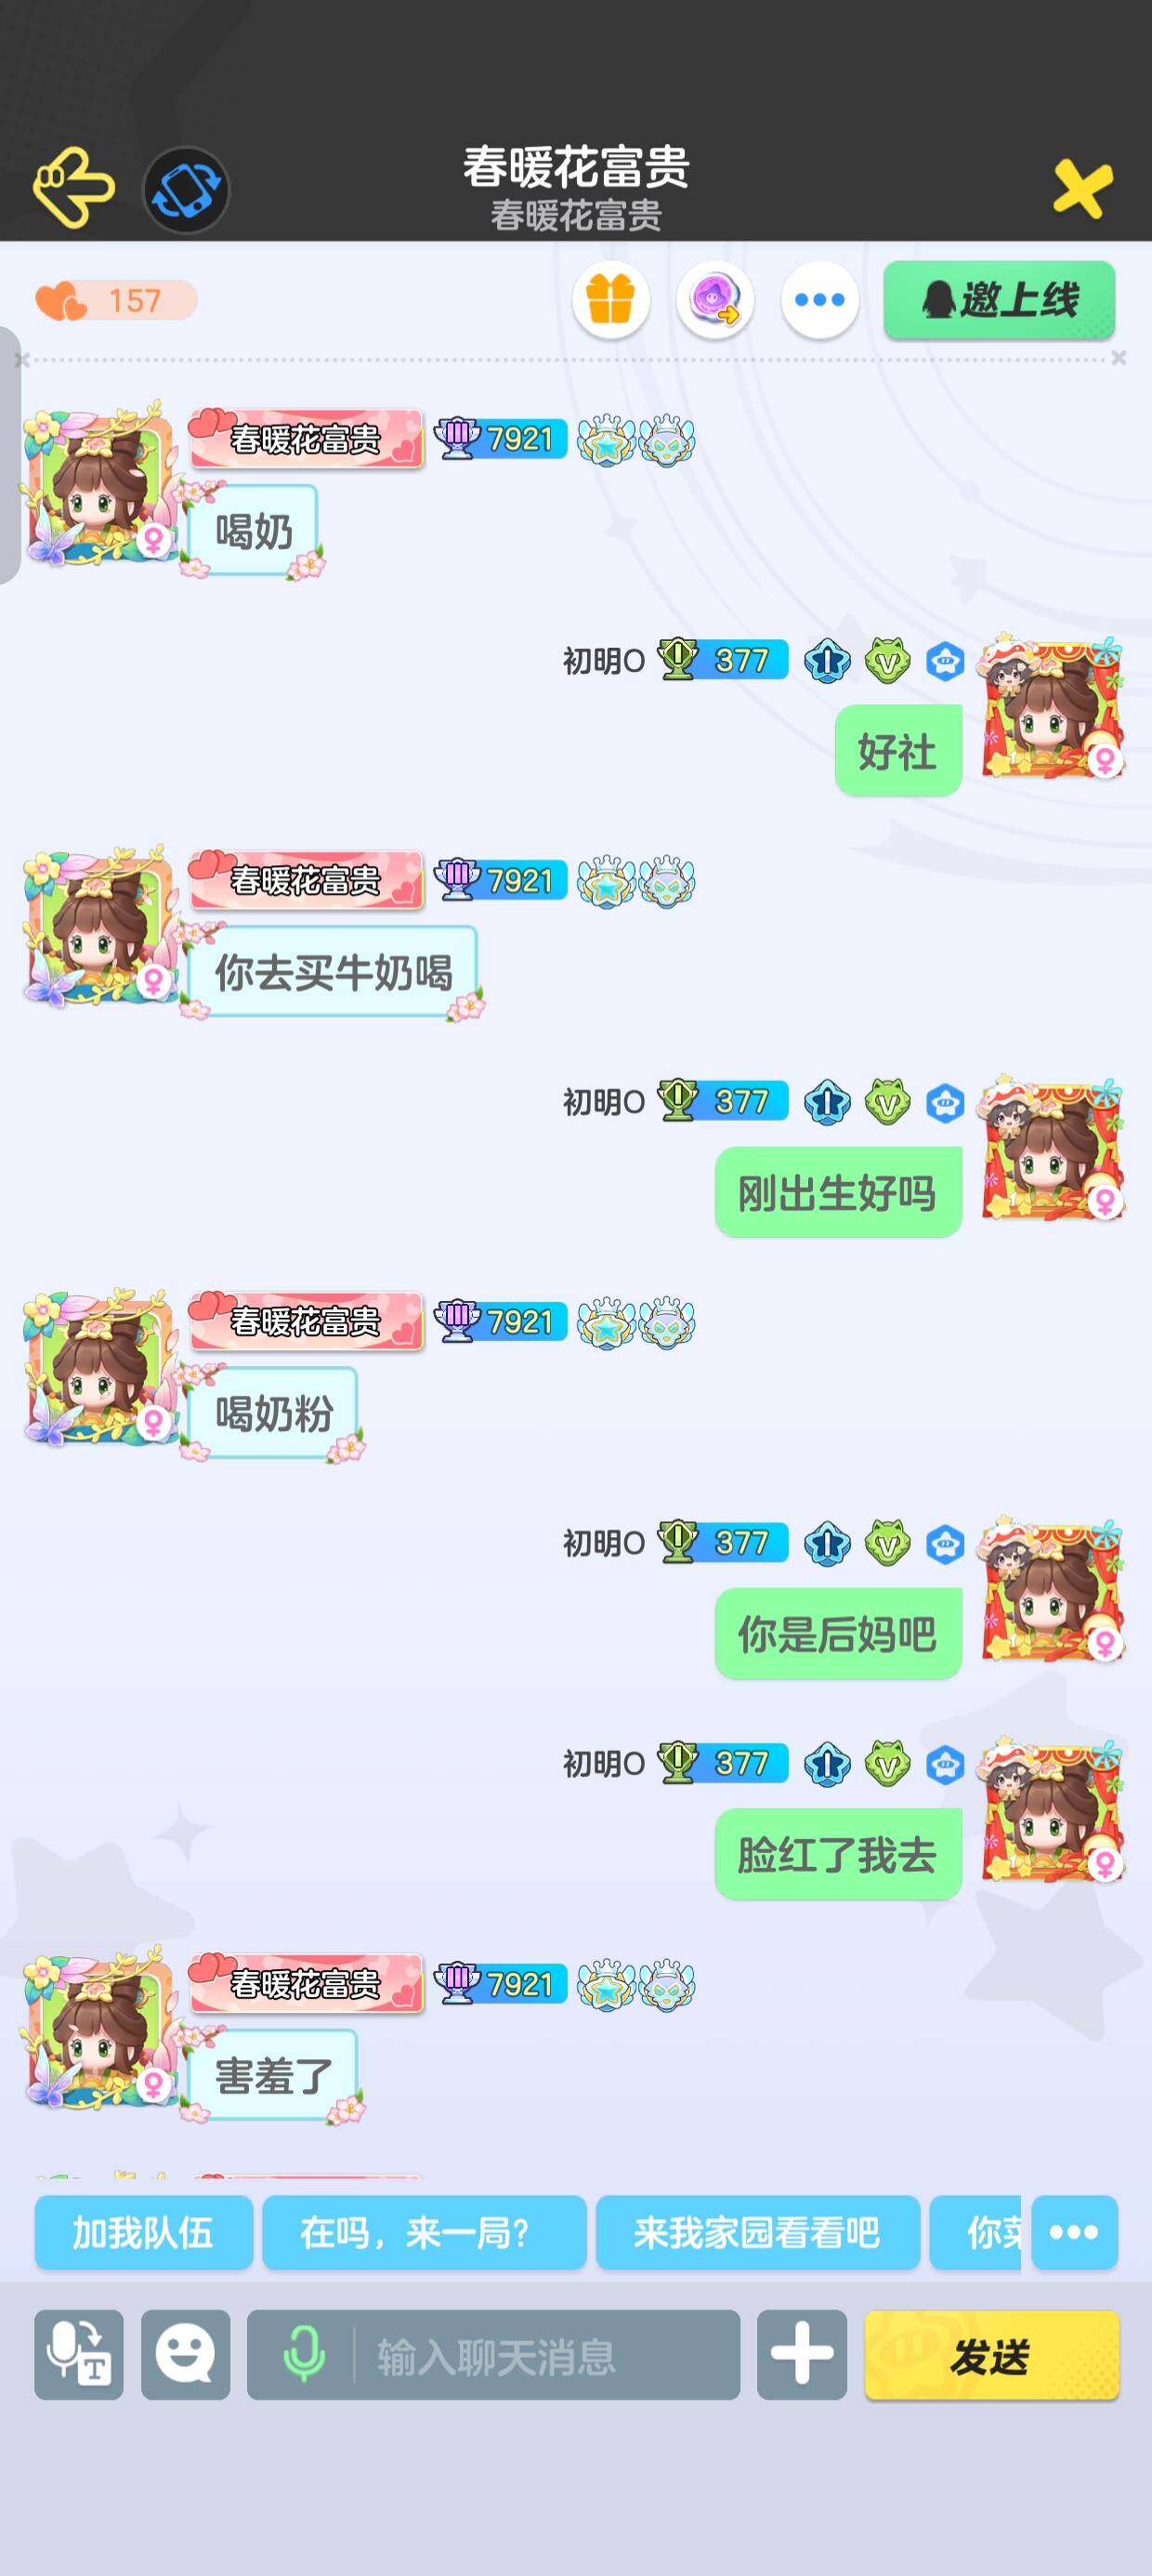 春暖花富贵
春暖花富贵
157
邀上线
春暖花富贵 III 7921
喝奶
初明O I 377 I V
好社
春暖花富贵 III 7921
你去买牛奶喝
初明O I 377 I V
刚出生好吗
春暖花富贵 III 7921
喝奶粉
初明O I 377 I V
你是后妈吧
初明O I 377 I V
脸红了我去
春暖花富贵 III 7921
害羞了
加我队伍
在吗，来一局?
来我家园看看吧
你菜
T
输入聊天消息
发送